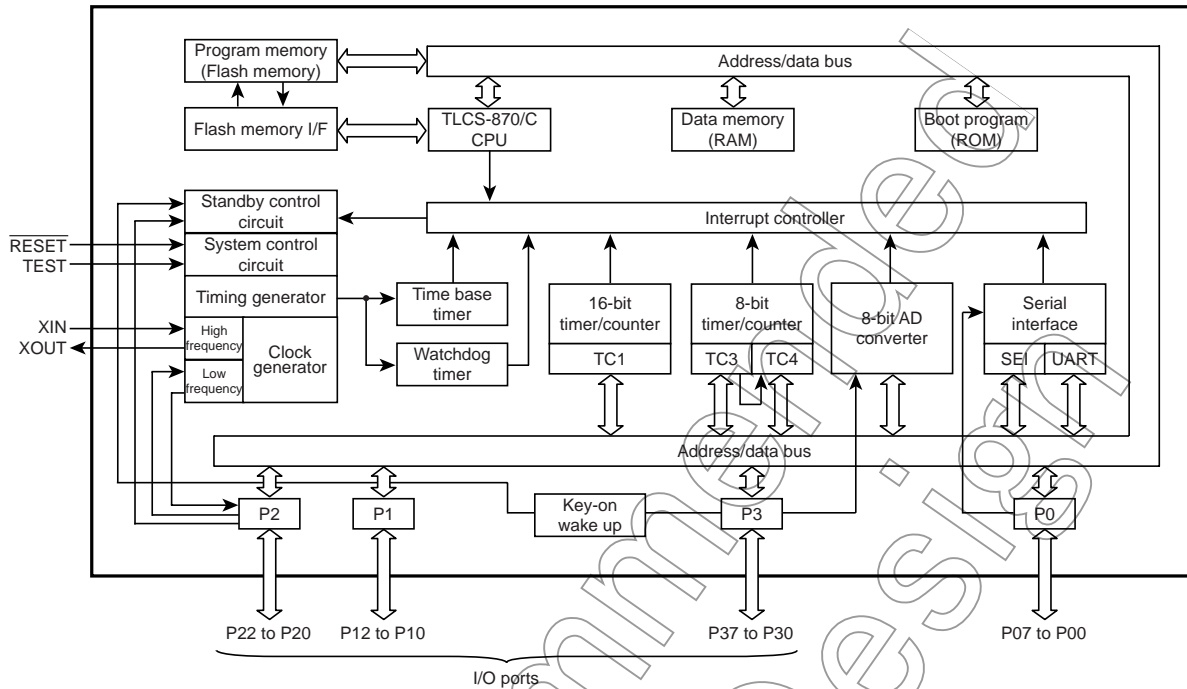 Program memory
(Flash memory)
Address/data bus
Flash memory I/F
TLCS-870/C
CPU
Data memory
(RAM)
Boot program
(ROM)
Standby control
circuit
Interrupt controller
RESET
TEST
System control
circuit
Timing generator
Time base
timer
16-bit
timer/counter
8-bit
timer/counter
8-bit AD
converter
Serial
interface
XIN
XOUT
High
frequency
Clock
generator
Low
frequency
Watchdog
timer
TC1
TC3
TC4
SEI
UART
Address/data bus
P2
P1
Key-on
wake up
P3
P0
P22 to P20
P12 to P10
P37 to P30
P07 to P00
I/O ports
mmended
esign